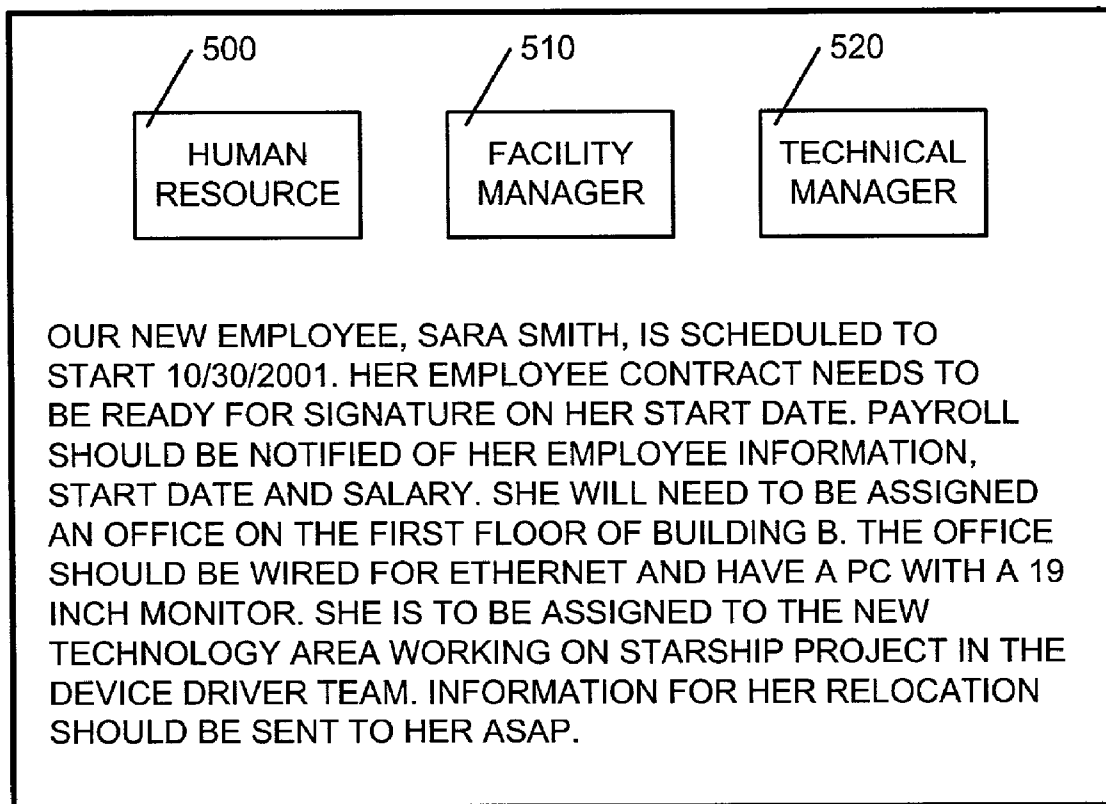 500
510
520
HUMAN
RESOURCE
FACILITY
MANAGER
TECHNICAL
MANAGER
OUR NEW EMPLOYEE, SARA SMITH, IS SCHEDULED TO
START 10/30/2001. HER EMPLOYEE CONTRACT NEEDS TO
BE READY FOR SIGNATURE ON HER START DATE. PAYROLL
SHOULD BE NOTIFIED OF HER EMPLOYEE INFORMATION,
START DATE AND SALARY. SHE WILL NEED TO BE ASSIGNED
AN OFFICE ON THE FIRST FLOOR OF BUILDING B. THE OFFICE
SHOULD BE WIRED FOR ETHERNET AND HAVE A PC WITH A 19
INCH MONITOR. SHE IS TO BE ASSIGNED TO THE NEW
TECHNOLOGY AREA WORKING ON STARSHIP PROJECT IN THE
DEVICE DRIVER TEAM. INFORMATION FOR HER RELOCATION
SHOULD BE SENT TO HER ASAP.